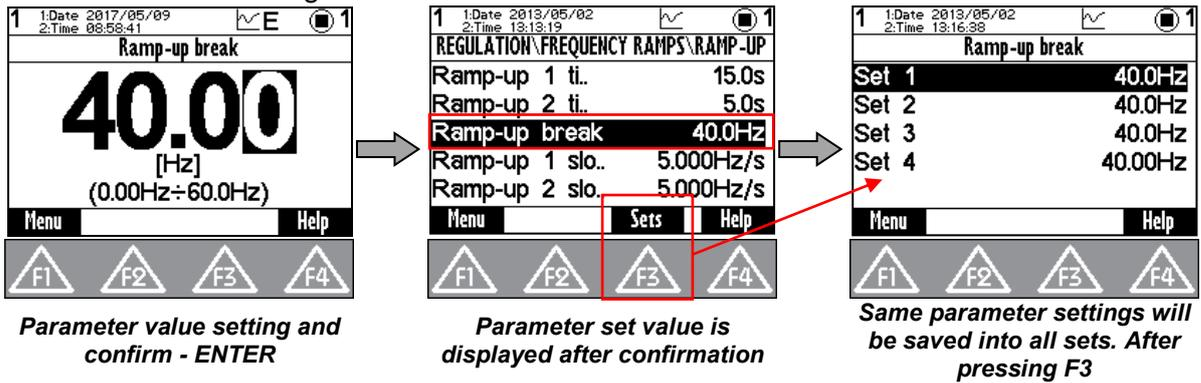 1 1:Date 2017/05/09 E 1
2:Time 08:58:41
Ramp-up break
40.00
[Hz]
(0.00Hz÷60.0Hz)
Menu Help
F1 F2 F3 F4
Parameter value setting and
confirm - ENTER
1 1:Date 2013/05/02 1
2:Time 13:13:19
REGULATION\FREQUENCY RAMPS\RAMP-UP
Ramp-up 1 ti.. 15.0s
Ramp-up 2 ti.. 5.0s
Ramp-up break 40.0Hz
Ramp-up 1 slo.. 5.000Hz/s
Ramp-up 2 slo.. 5.000Hz/s
Menu Sets Help
F1 F2 F3 F4
Parameter set value is
displayed after confirmation
1 1:Date 2013/05/02 1
2:Time 13:16:38
Ramp-up break
Set 1 40.0Hz
Set 2 40.0Hz
Set 3 40.0Hz
Set 4 40.00Hz
Menu Help
F1 F2 F3 F4
Same parameter settings will
be saved into all sets. After
pressing F3